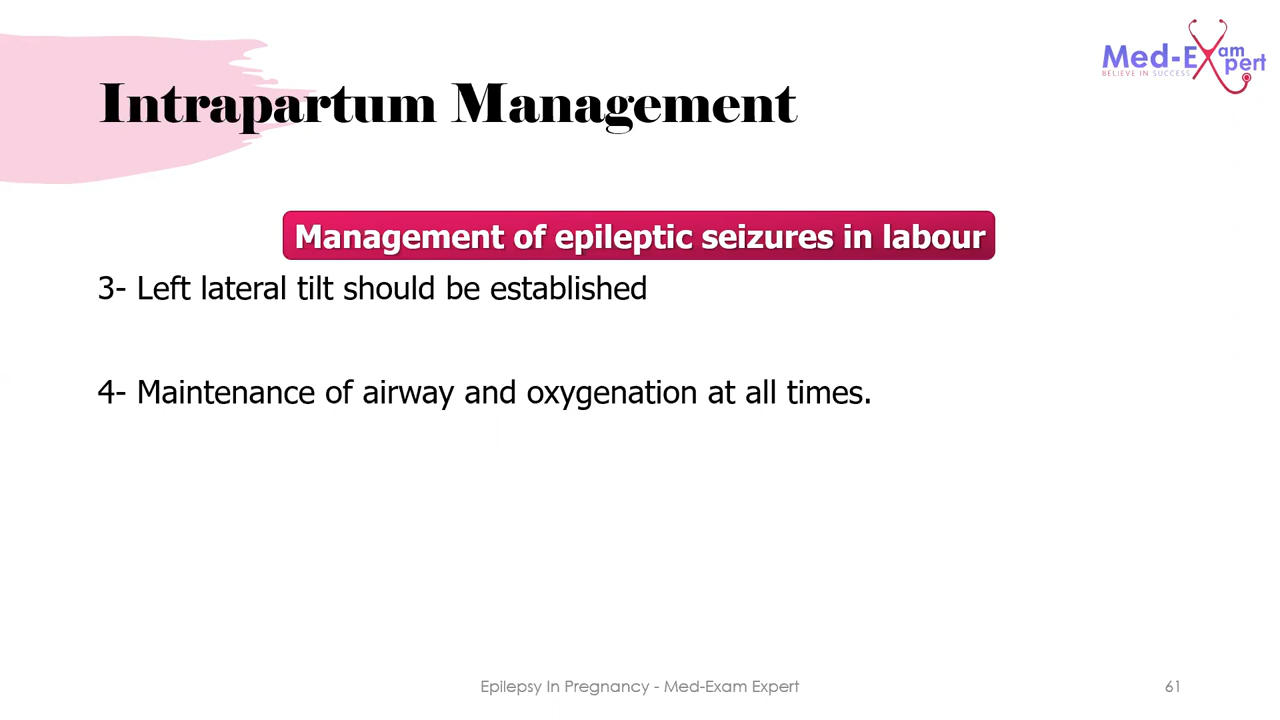 Med-Exam Expert
BELIEVE IN SUCCESS
Intrapartum Management
Management of epileptic seizures in labour
3- Left lateral tilt should be established
4- Maintenance of airway and oxygenation at all times.
Epilepsy In Pregnancy - Med-Exam Expert
61